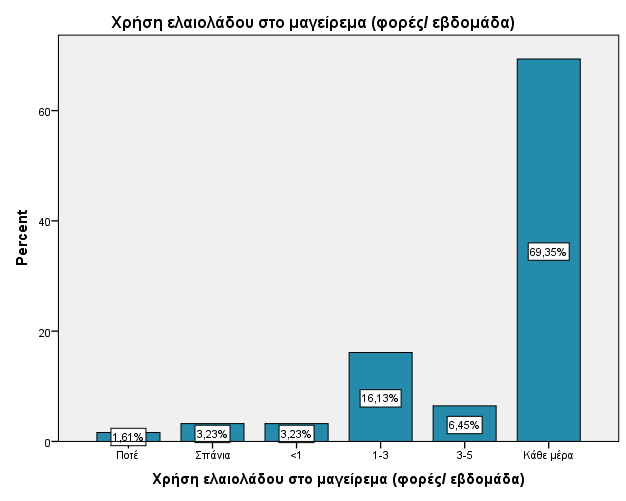 Χρήση ελαιολάδου στο μαγείρεμα (φορές/ εβδομάδα)
Percent
60
40
20
0
1,61%
3,23%
3,23%
16,13%
6,45%
69,35%
Ποτέ
Σπάνια
<1
1-3
3-5
Κάθε μέρα
Χρήση ελαιολάδου στο μαγείρεμα (φορές/ εβδομάδα)